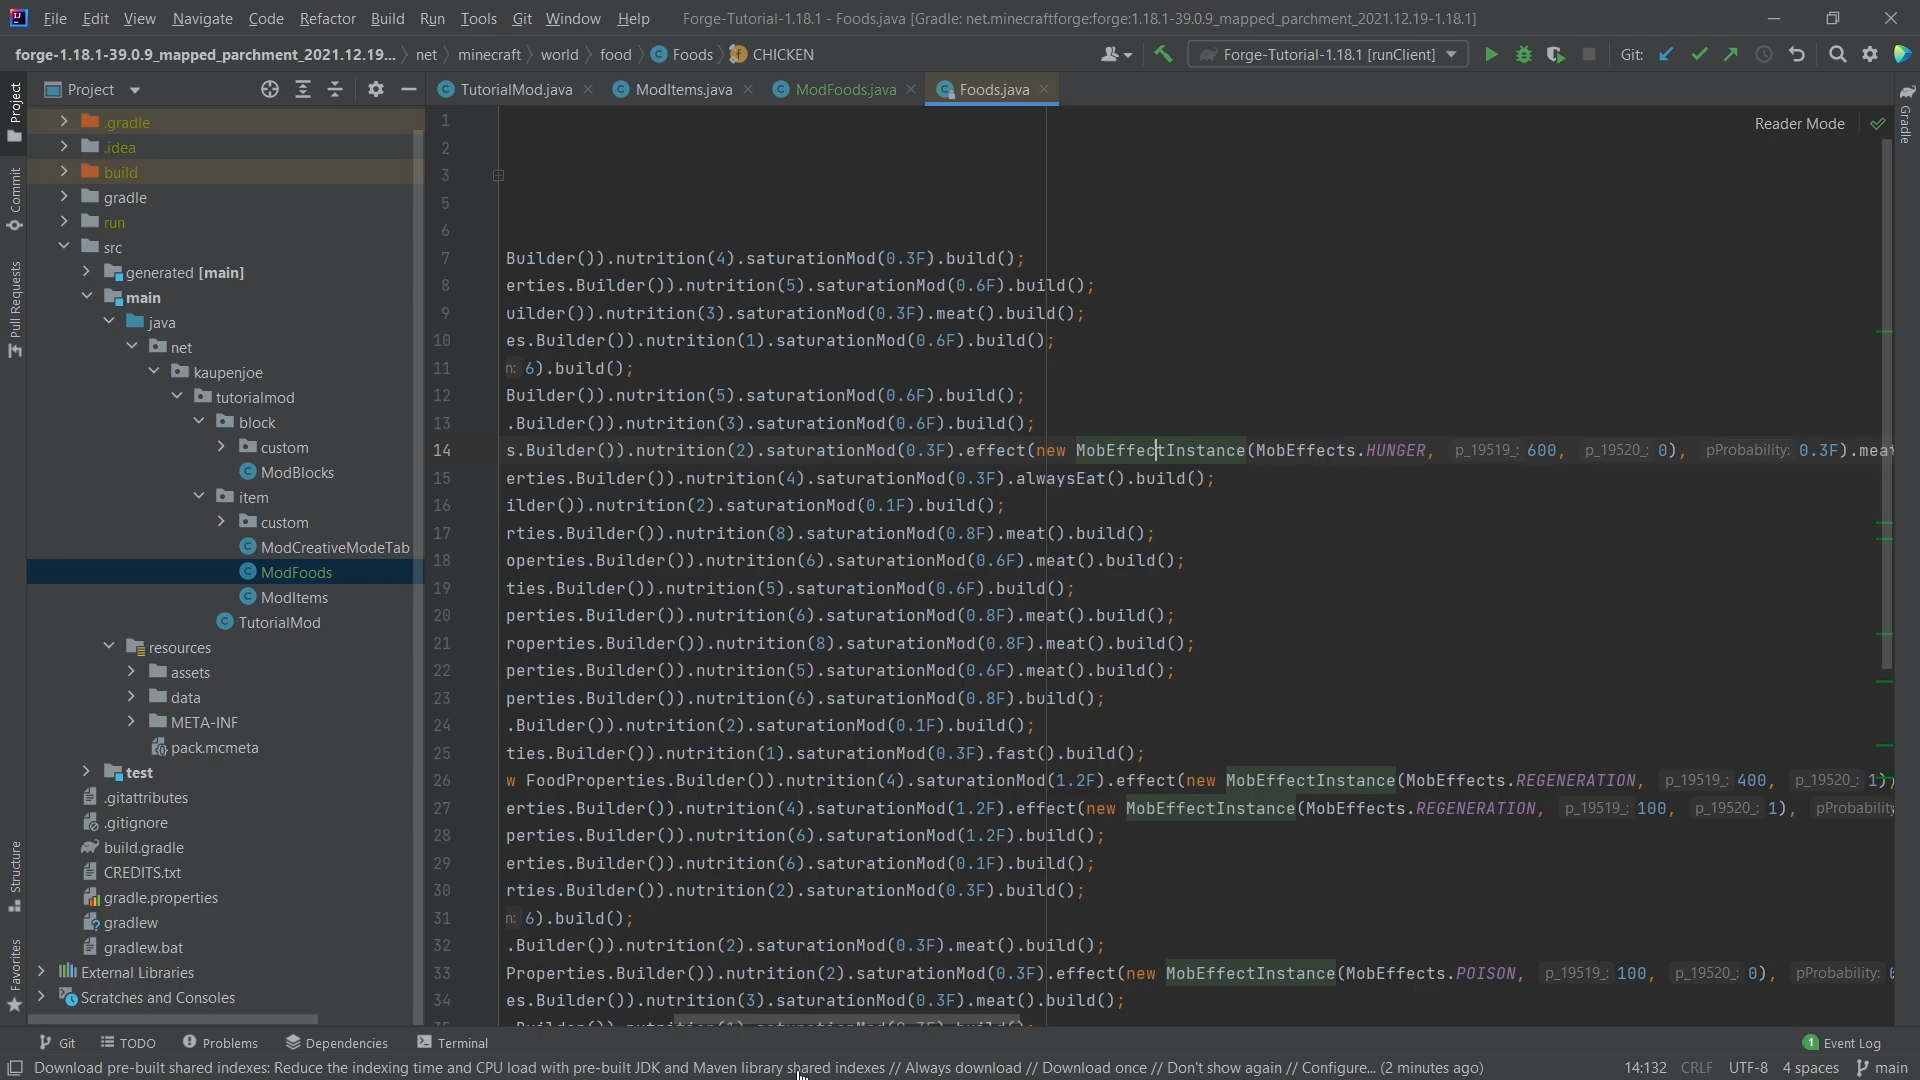 File Edit View Navigate Code Refactor Build Run Tools Git Window Help Forge-Tutorial-1.18.1 - Foods.java [Gradle: net.minecraftforge:forge:1.18.1-39.0.9_mapped_parchment_2021.12.19-1.18.1]
forge-1.18.1-39.0.9_mapped_parchment_2021.12.19... net minecraft world food Foods CHICKEN Forge-Tutorial-1.18.1 [runClient] Git:
Project TutorialMod.java ModItems.java ModFoods.java Foods.java
Reader Mode
Project
Commit
Pull Requests
Structure
Favorites
Gradle
.gradle
.idea
build
gradle
run
src
generated [main]
main
java
net
kaupenjoe
tutorialmod
block
custom
ModBlocks
item
custom
ModCreativeModeTab
ModFoods
ModItems
TutorialMod
resources
assets
data
META-INF
pack.mcmeta
test
.gitattributes
.gitignore
build.gradle
CREDITS.txt
gradle.properties
gradlew
gradlew.bat
External Libraries
Scratches and Consoles
1
2
3
5
6
7 Builder()).nutrition(4).saturationMod(0.3F).build();
8 erties.Builder()).nutrition(5).saturationMod(0.6F).build();
9 uilder()).nutrition(3).saturationMod(0.3F).meat().build();
10 es.Builder()).nutrition(1).saturationMod(0.6F).build();
11 n: 6).build();
12 Builder()).nutrition(5).saturationMod(0.6F).build();
13 .Builder()).nutrition(3).saturationMod(0.6F).build();
14 s.Builder()).nutrition(2).saturationMod(0.3F).effect(new MobEffectInstance(MobEffects.HUNGER, p_19519_: 600, p_19520_: 0), pProbability: 0.3F).meat
15 erties.Builder()).nutrition(4).saturationMod(0.3F).alwaysEat().build();
16 ilder()).nutrition(2).saturationMod(0.1F).build();
17 rties.Builder()).nutrition(8).saturationMod(0.8F).meat().build();
18 operties.Builder()).nutrition(6).saturationMod(0.6F).meat().build();
19 ties.Builder()).nutrition(5).saturationMod(0.6F).build();
20 perties.Builder()).nutrition(6).saturationMod(0.8F).meat().build();
21 roperties.Builder()).nutrition(8).saturationMod(0.8F).meat().build();
22 perties.Builder()).nutrition(5).saturationMod(0.6F).meat().build();
23 perties.Builder()).nutrition(6).saturationMod(0.8F).build();
24 .Builder()).nutrition(2).saturationMod(0.1F).build();
25 ties.Builder()).nutrition(1).saturationMod(0.3F).fast().build();
26 w FoodProperties.Builder()).nutrition(4).saturationMod(1.2F).effect(new MobEffectInstance(MobEffects.REGENERATION, p_19519_: 400, p_19520_: 1),
27 erties.Builder()).nutrition(4).saturationMod(1.2F).effect(new MobEffectInstance(MobEffects.REGENERATION, p_19519_: 100, p_19520_: 1), pProbability
28 perties.Builder()).nutrition(6).saturationMod(1.2F).build();
29 erties.Builder()).nutrition(6).saturationMod(0.1F).build();
30 rties.Builder()).nutrition(2).saturationMod(0.3F).build();
31 n: 6).build();
32 .Builder()).nutrition(2).saturationMod(0.3F).meat().build();
33 Properties.Builder()).nutrition(2).saturationMod(0.3F).effect(new MobEffectInstance(MobEffects.POISON, p_19519_: 100, p_19520_: 0), pProbability: 0
34 es.Builder()).nutrition(3).saturationMod(0.3F).meat().build();
Git TODO Problems Dependencies Terminal 1 Event Log
Download pre-built shared indexes: Reduce the indexing time and CPU load with pre-built JDK and Maven library shared indexes // Always download // Download once // Don't show again // Configure... (2 minutes ago) 14:132 CRLF UTF-8 4 spaces main